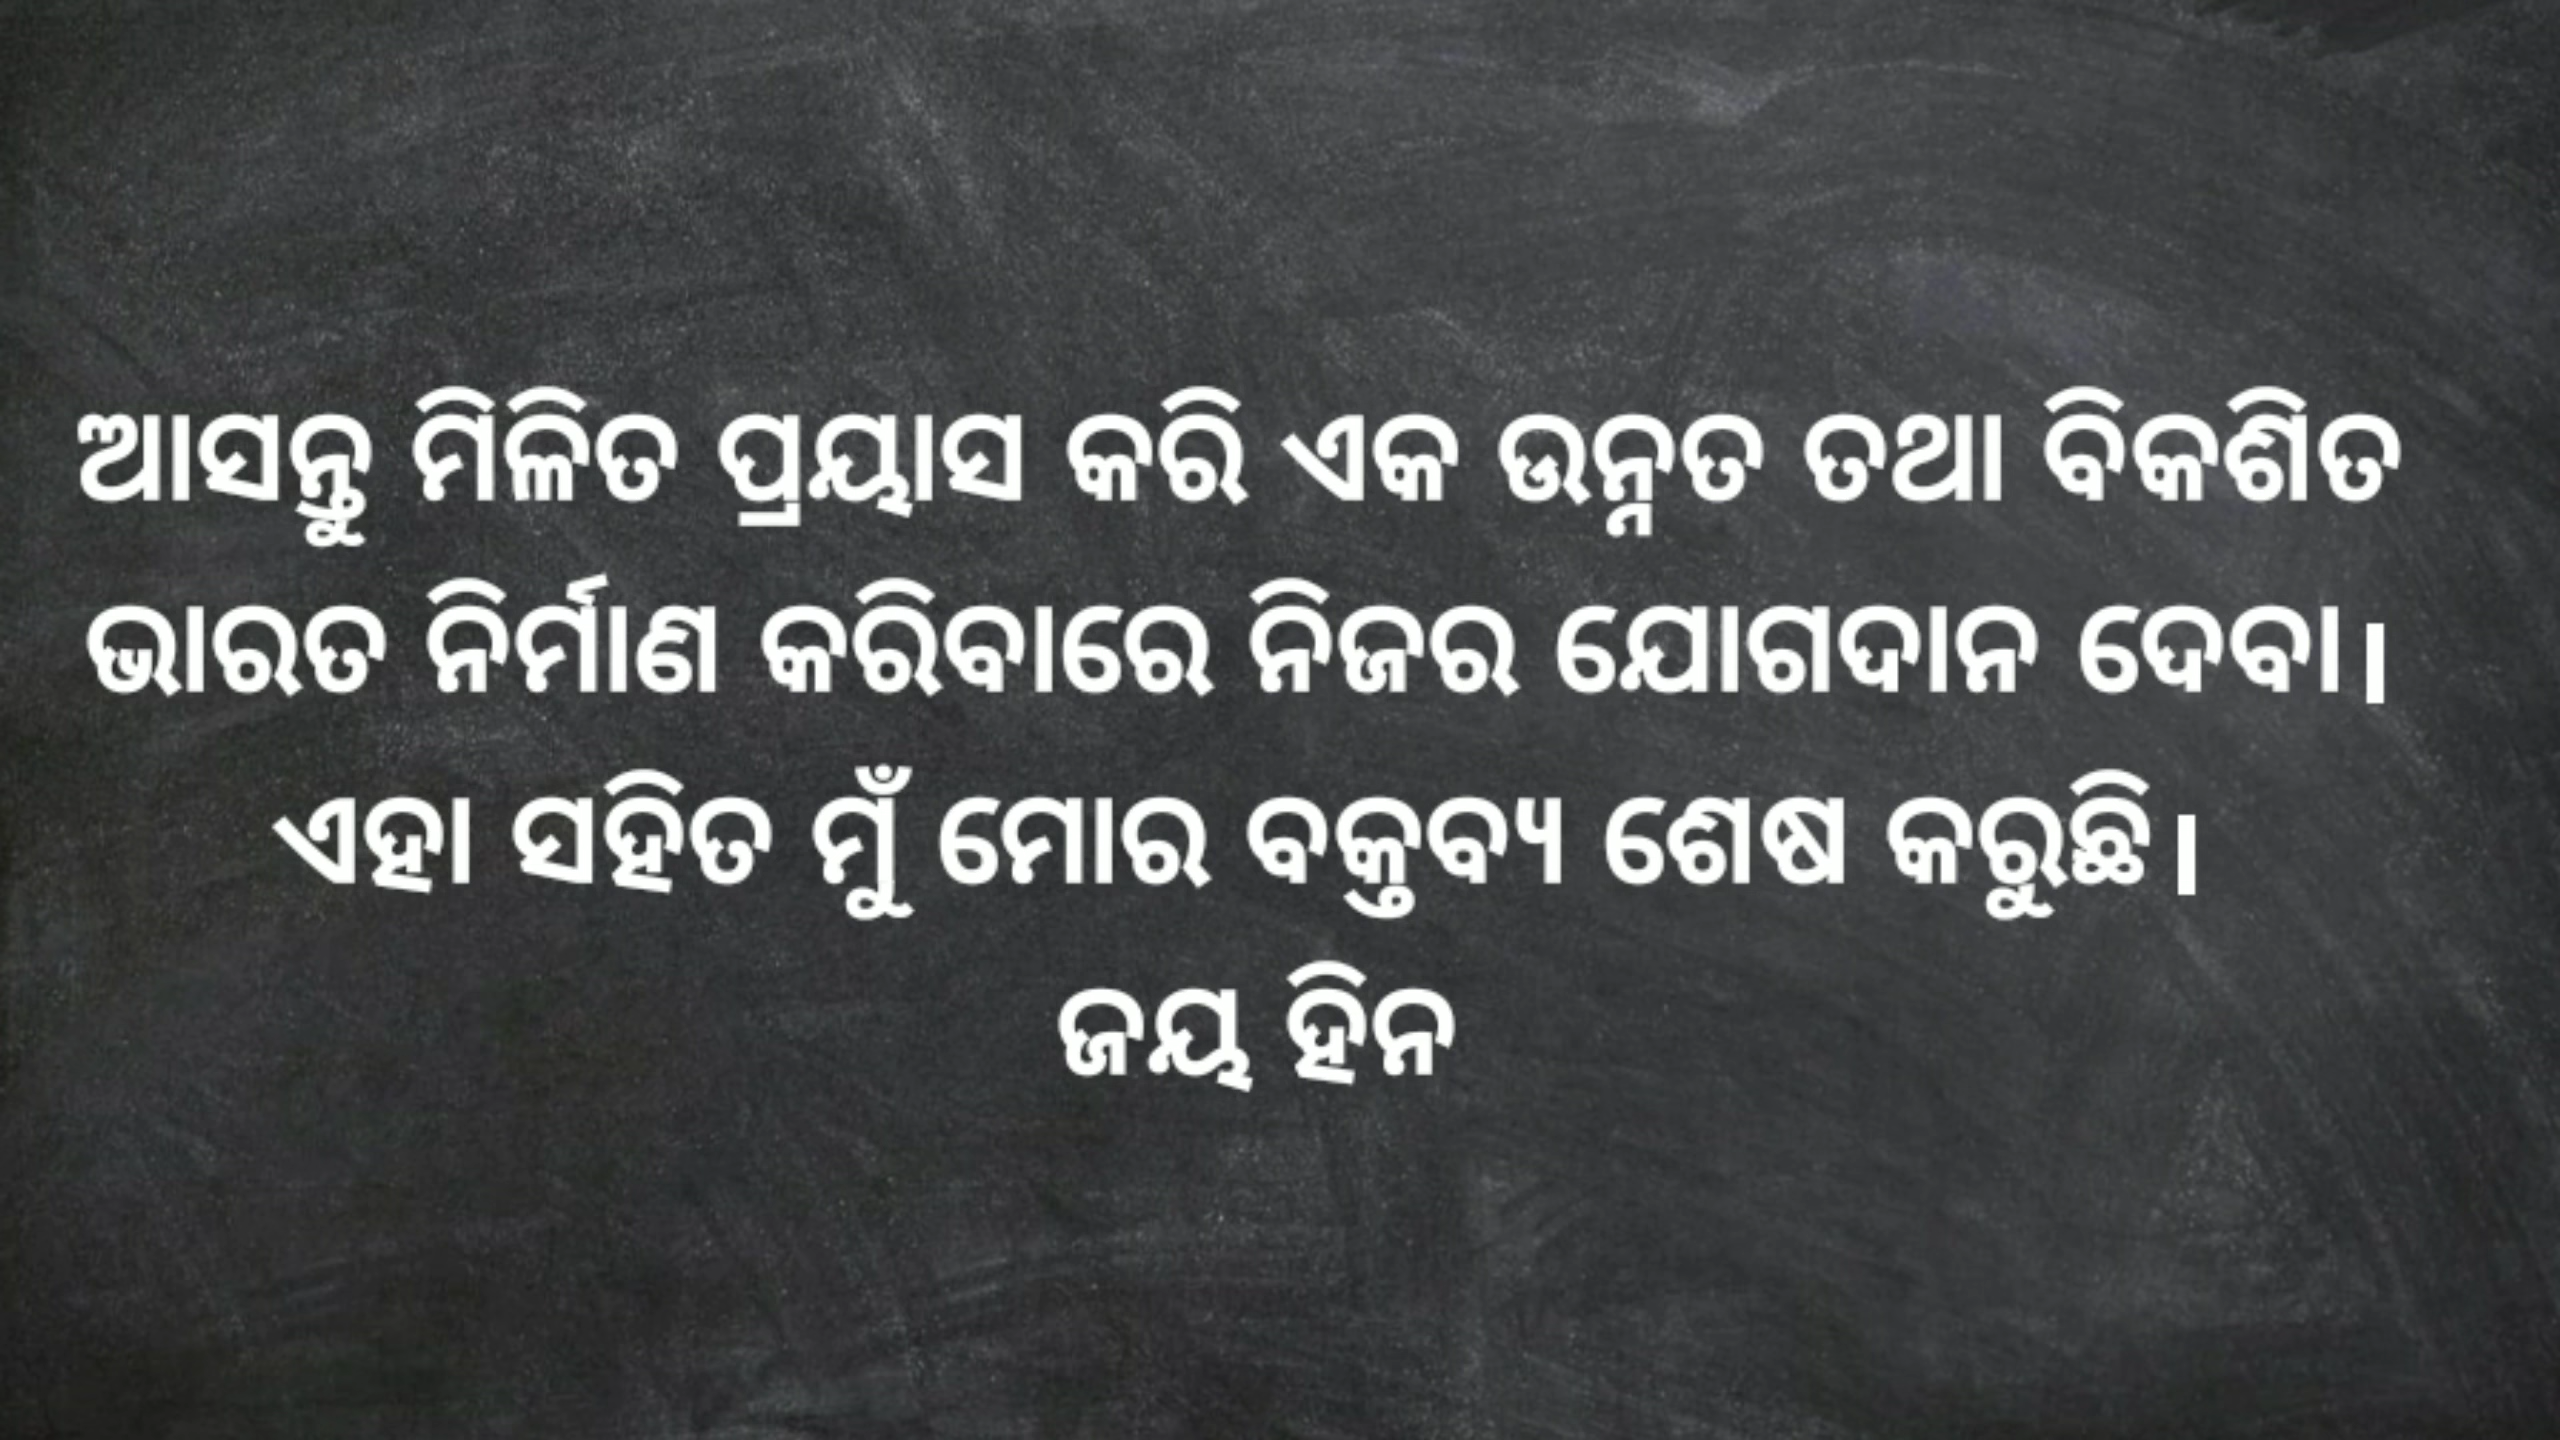 ଆସନ୍ତୁ ମିଳିତ ପ୍ରୟାସ କରି ଏକ ଉନ୍ନତ ତଥା ବିକଶିତ
ଭାରତ ନିର୍ମାଣ କରିବାରେ ନିଜର ଯୋଗଦାନ ଦେବା।
ଏହା ସହିତ ମୁଁ ମୋର ବକ୍ତବ୍ୟ ଶେଷ କରୁଛି।
ଜୟ ହିନ